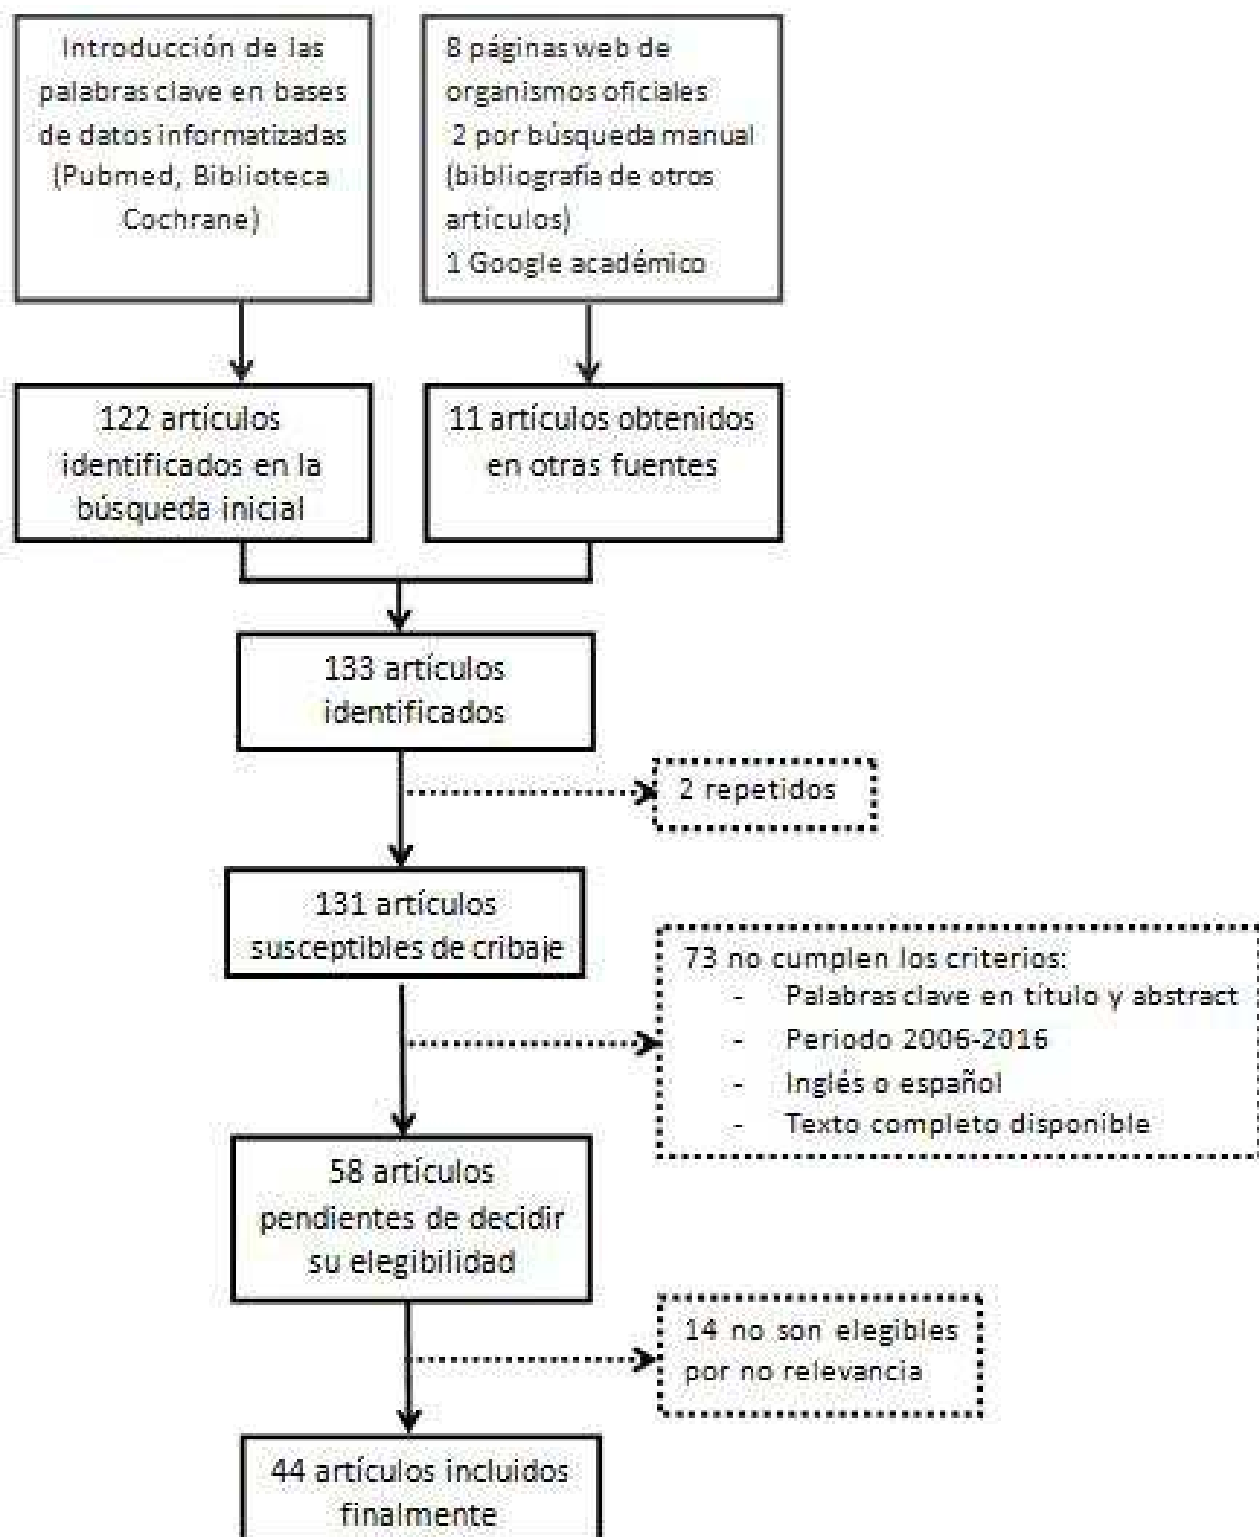 Introducción de las
palabras clave en bases
de datos informatizadas
(Pubmed, Biblioteca
Cochrane)
8 páginas web de
organismos oficiales
2 por búsqueda manual
(bibliografía de otros
artículos)
1 Google académico
122 artículos
identificados en la
búsqueda inicial
11 artículos obtenidos
en otras fuentes
133 artículos
identificados
2 repetidos
131 artículos
susceptibles de cribaje
73 no cumplen los criterios:
- Palabras clave en título y abstract
- Periodo 2006-2016
- Inglés o español
- Texto completo disponible
58 artículos
pendientes de decidir
su elegibilidad
14 no son elegibles
por no relevancia
44 artículos incluidos
finalmente